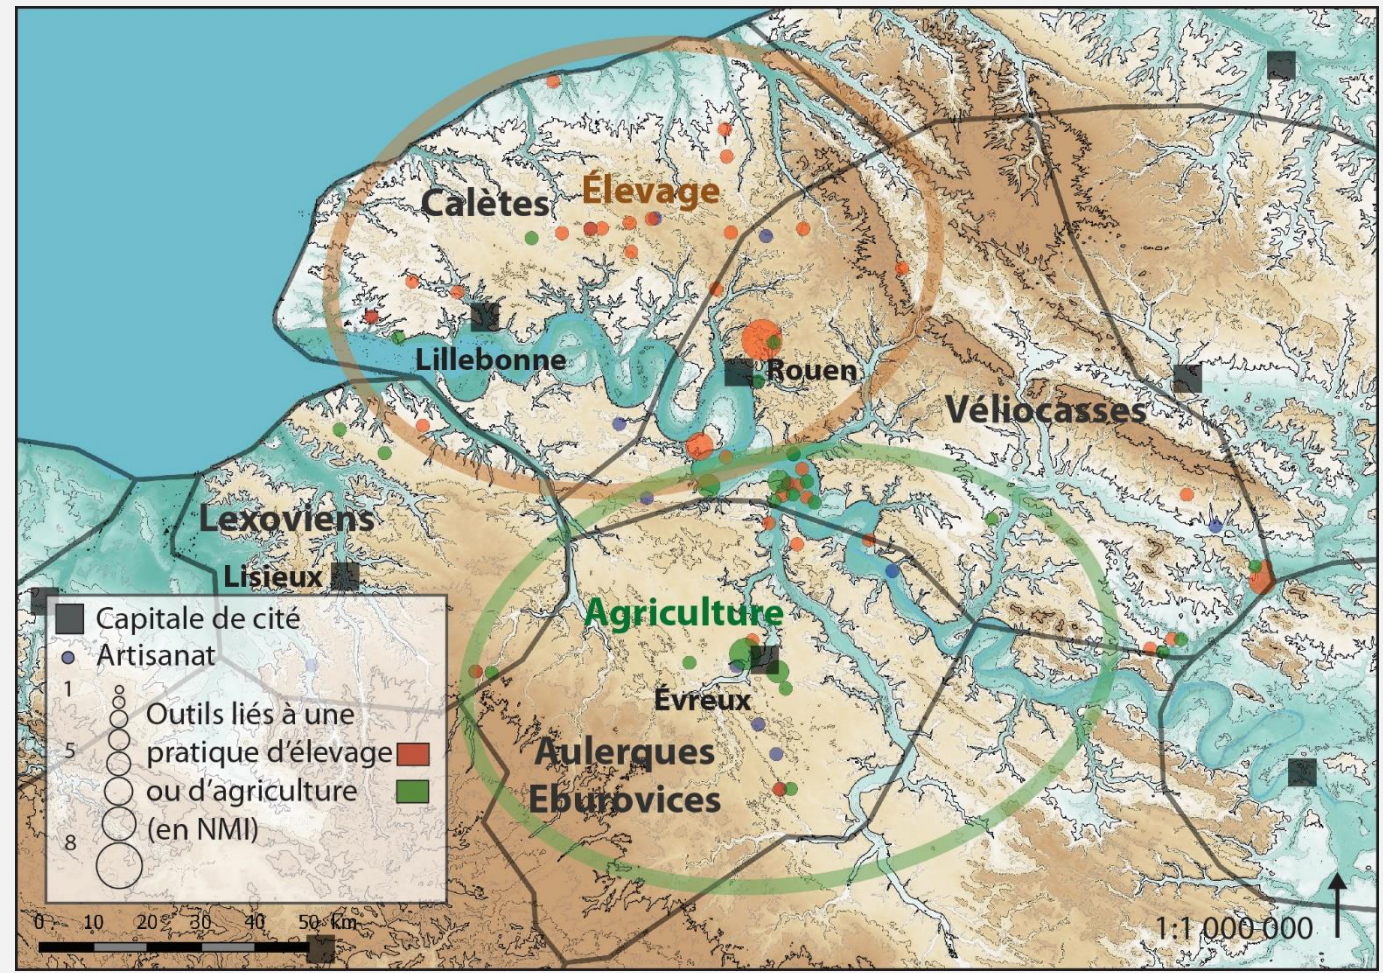 Calètes
Élevage
Lillebonne
Rouen
Véliocasses
Lexoviens
Lisieux
Agriculture
Évreux
Aulerques
Eburovices
Capitale de cité
Artisanat
1
Outils liés à une
5
pratique d'élevage
ou d'agriculture
8
(en NMI)
0 10 20 30 40 50 km
1:1 000 000